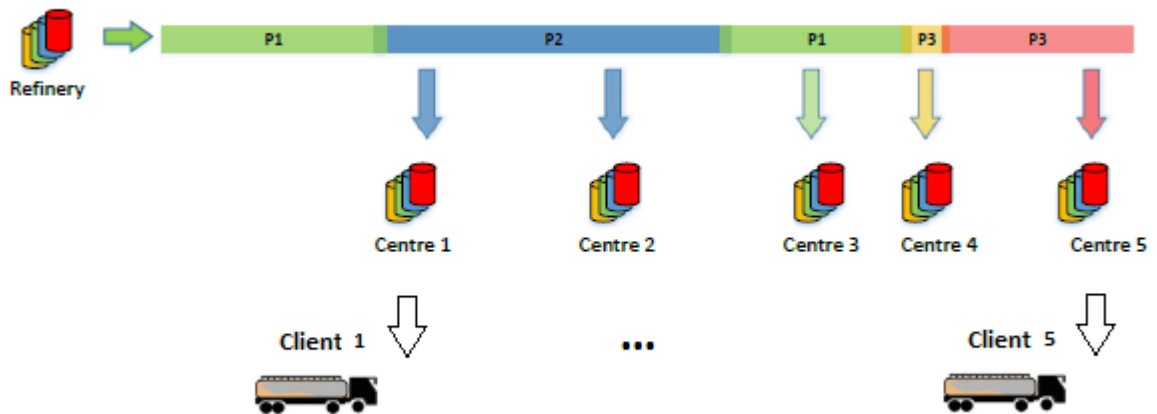 P1 P2 P1 P3 P3
Refinery
Centre 1 Centre 2 Centre 3 Centre 4 Centre 5
Client 1 ... Client 5